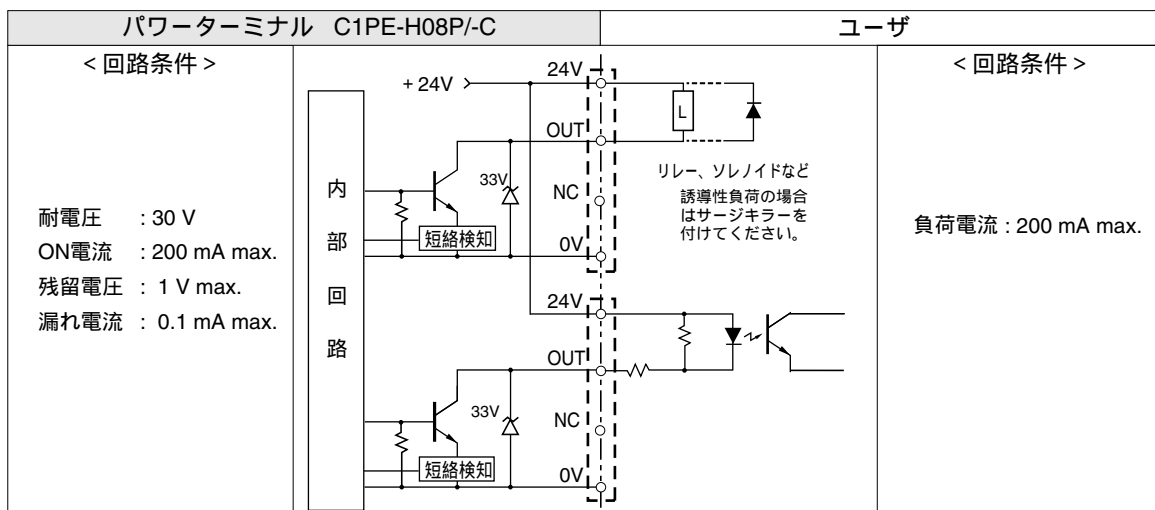 パワーターミナル C1PE-H08P/-C
ユーザ
<回路条件>
耐電圧 : 30 V
ON電流 : 200 mA max.
残留電圧 : 1 V max.
漏れ電流 : 0.1 mA max.
内部回路
+24V
24V
OUT
33V
NC
短絡検知
0V
L
リレー、ソレノイドなど
誘導性負荷の場合
はサージキラーを
付けてください。
24V
OUT
33V
NC
短絡検知
0V
<回路条件>
負荷電流 : 200 mA max.